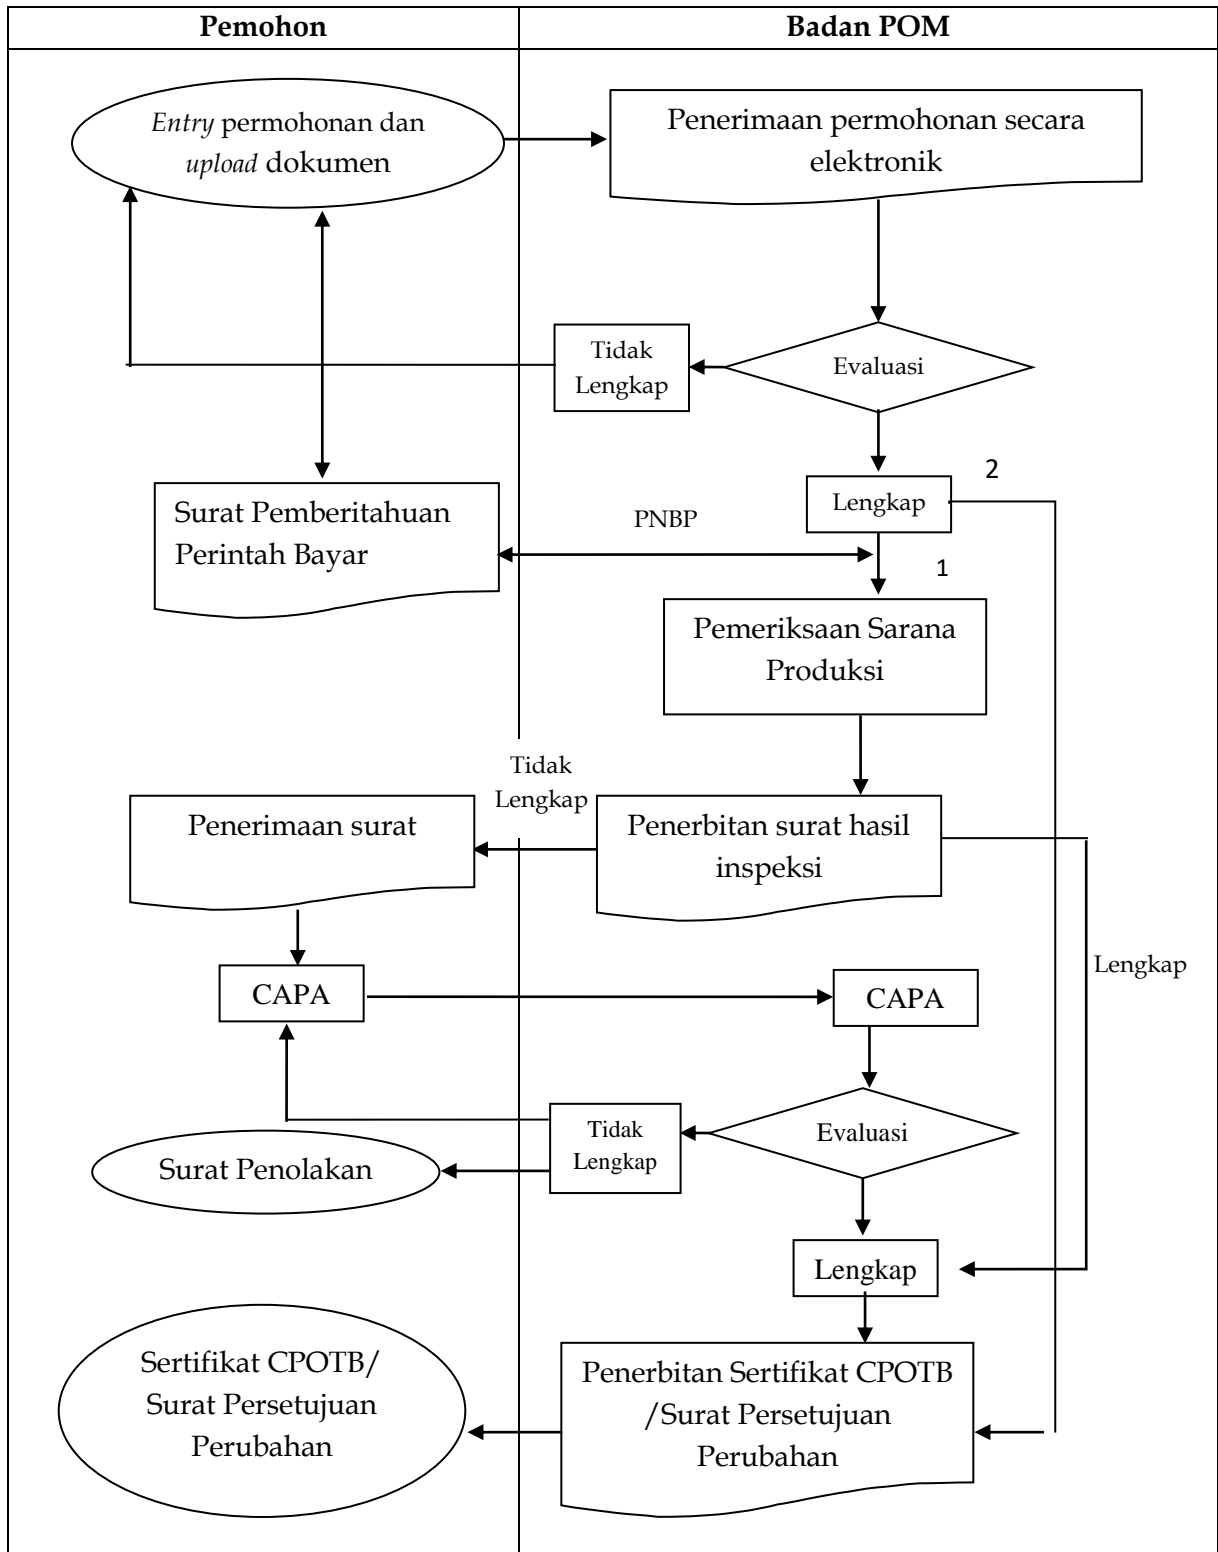 Pemohon
Badan POM
Entry permohonan dan
upload dokumen
Penerimaan permohonan secara
elektronik
Tidak
Lengkap
Evaluasi
2
Lengkap
Surat Pemberitahuan
Perintah Bayar
PNBP
1
Pemeriksaan Sarana
Produksi
Tidak
Lengkap
Penerimaan surat
Penerbitan surat hasil
inspeksi
Lengkap
CAPA
CAPA
Tidak
Lengkap
Evaluasi
Surat Penolakan
Lengkap
Sertifikat CPOTB/
Surat Persetujuan
Perubahan
Penerbitan Sertifikat CPOTB
/Surat Persetujuan
Perubahan